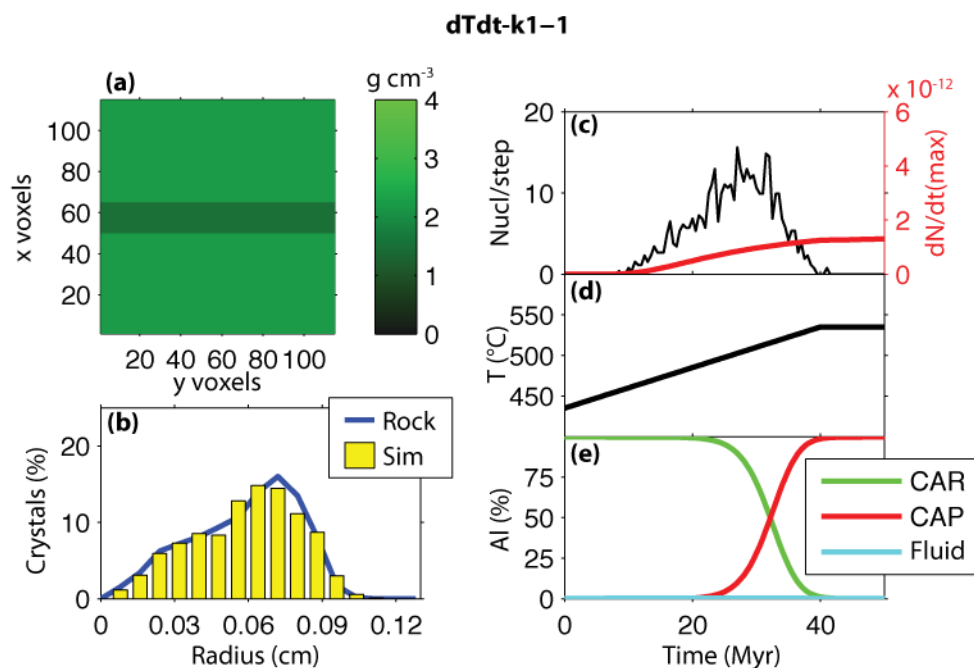 dTdt-k1−1
(a)
g cm-3
4
3
2
1
0
x voxels
100
80
60
40
20
20 40 60 80 100
y voxels
(b)
Rock
Sim
Crystals (%)
20
10
0
0 0.03 0.06 0.09 0.12
Radius (cm)
x 10-12
(c)
Nucl/step
20
10
0
6
4
2
0
dN/dt(max)
(d)
T (°C)
550
500
450
(e)
Al (%)
75
50
25
0
CAR
CAP
Fluid
0 20 40
Time (Myr)